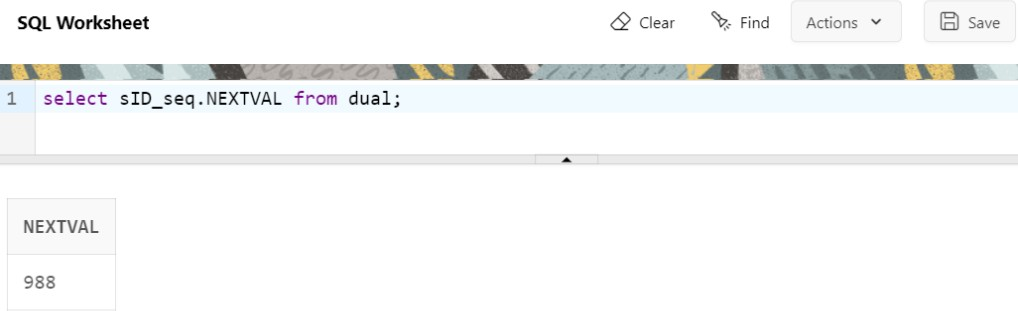 SQL Worksheet Clear Find Actions Save
1 select sID_seq.NEXTVAL from dual;
NEXTVAL
988